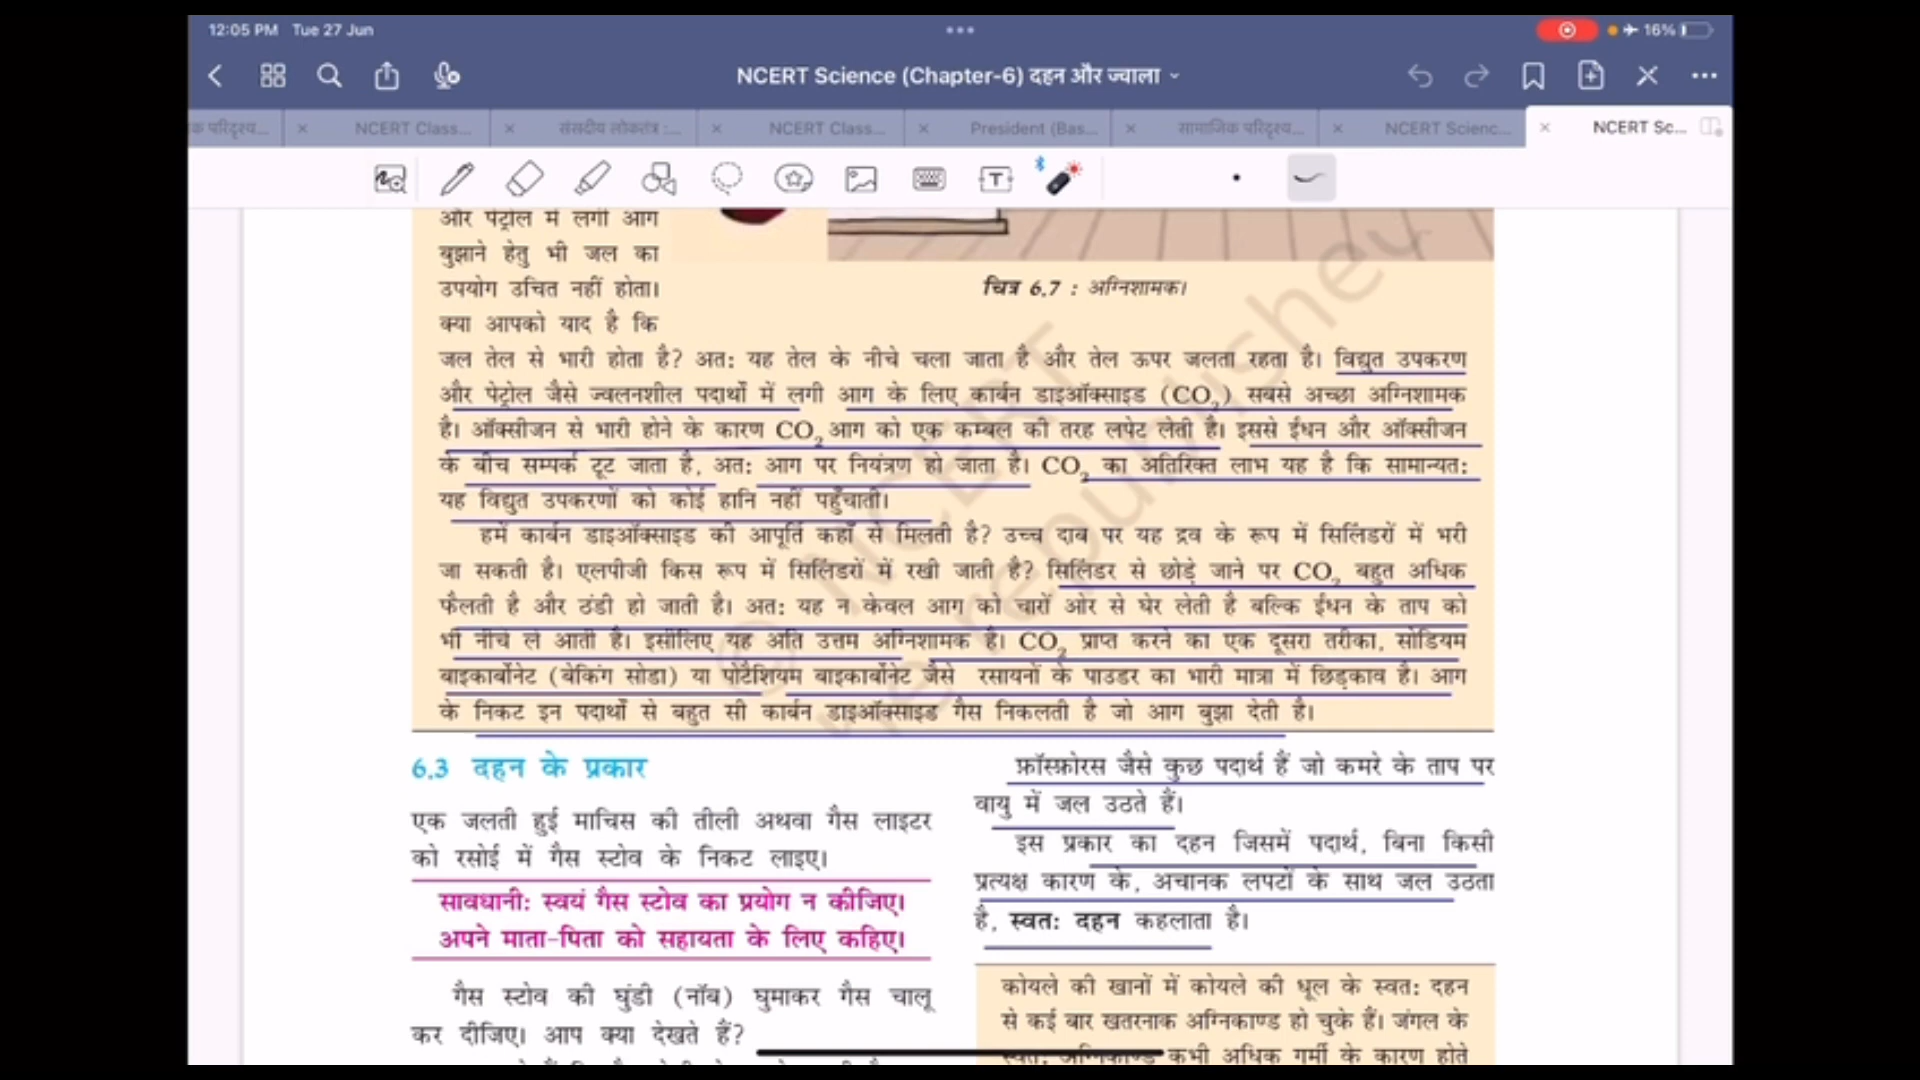 12:05 PM Tue 27 Jun
16%
NCERT Science (Chapter-6) दहन और ज्वाला
क परिदृश्य...
NCERT Class...
संसदीय लोकतंत्र :...
NCERT Class...
President (Bas...
सामाजिक परिदृश्य...
NCERT Scienc...
NCERT Sc...
और पेट्रोल में लगी आग
बुझाने हेतु भी जल का
उपयोग उचित नहीं होता।
क्या आपको याद है कि
चित्र 6.7 : अग्निशामक।
जल तेल से भारी होता है? अत: यह तेल के नीचे चला जाता है और तेल ऊपर जलता रहता है। विद्युत उपकरण
और पेट्रोल जैसे ज्वलनशील पदार्थों में लगी आग के लिए कार्बन डाइऑक्साइड (CO₂) सबसे अच्छा अग्निशामक
है। ऑक्सीजन से भारी होने के कारण CO₂ आग को एक कम्बल की तरह लपेट लेती है। इससे ईंधन और ऑक्सीजन
के बीच सम्पर्क टूट जाता है, अत: आग पर नियंत्रण हो जाता है। CO₂ का अतिरिक्त लाभ यह है कि सामान्यत:
यह विद्युत उपकरणों को कोई हानि नहीं पहुँचाती।
हमें कार्बन डाइऑक्साइड की आपूर्ति कहाँ से मिलती है? उच्च दाब पर यह द्रव के रूप में सिलिंडरों में भरी
जा सकती है। एलपीजी किस रूप में सिलिंडरों में रखी जाती है? सिलिंडर से छोड़े जाने पर CO₂ बहुत अधिक
फैलती है और ठंडी हो जाती है। अत: यह न केवल आग को चारों ओर से घेर लेती है बल्कि ईंधन के ताप को
भी नीचे ले आती है। इसीलिए यह अति उत्तम अग्निशामक है। CO₂ प्राप्त करने का एक दूसरा तरीका, सोडियम
बाइकार्बोनेट (बेकिंग सोडा) या पोटैशियम बाइकार्बोनेट जैसे रसायनों के पाउडर का भारी मात्रा में छिड़काव है। आग
के निकट इन पदार्थों से बहुत सी कार्बन डाइऑक्साइड गैस निकलती है जो आग बुझा देती है।
© NCERT
be republished
6.3 दहन के प्रकार
एक जलती हुई माचिस की तीली अथवा गैस लाइटर
को रसोई में गैस स्टोव के निकट लाइए।
सावधानी: स्वयं गैस स्टोव का प्रयोग न कीजिए।
अपने माता-पिता को सहायता के लिए कहिए।
गैस स्टोव की घुंडी (नॉब) घुमाकर गैस चालू
कर दीजिए। आप क्या देखते हैं?
फ़ॉस्फ़ोरस जैसे कुछ पदार्थ हैं जो कमरे के ताप पर
वायु में जल उठते हैं।
इस प्रकार का दहन जिसमें पदार्थ, बिना किसी
प्रत्यक्ष कारण के, अचानक लपटों के साथ जल उठता
है, स्वत: दहन कहलाता है।
कोयले की खानों में कोयले की धूल के स्वत: दहन
से कई बार खतरनाक अग्निकाण्ड हो चुके हैं। जंगल के
स्वत: अग्निकाण्ड कभी अधिक गर्मी के कारण होते